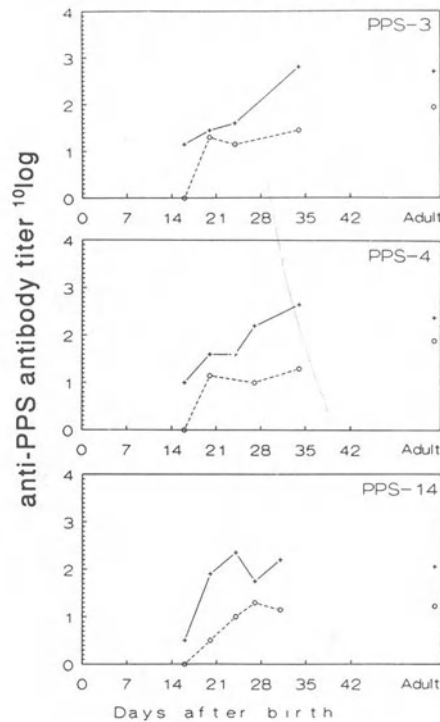 anti-PPS antibody titer ¹⁰log
4
3
2
1
0
PPS-3
0 7 14 21 28 35 42 Adult
4
3
2
1
0
PPS-4
0 7 14 21 28 35 42 Adult
4
3
2
1
0
PPS-14
0 7 14 21 28 35 42 Adult
Days after birth